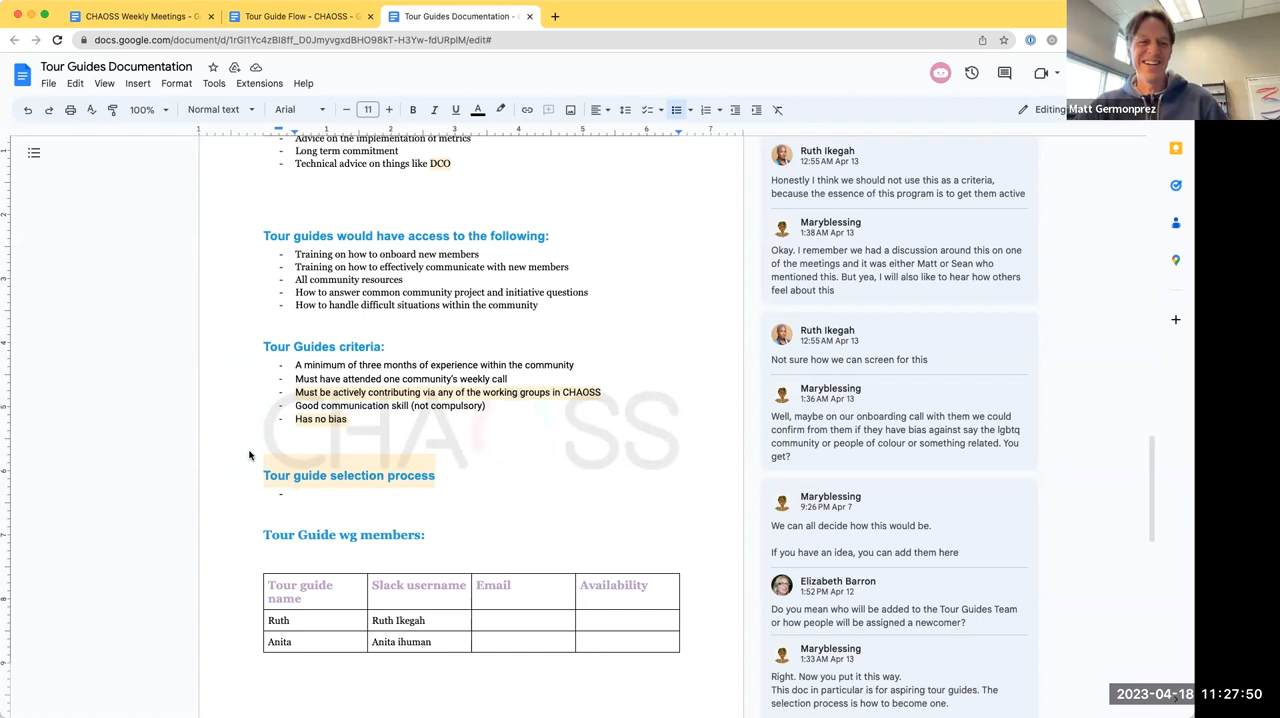 CHAOSS Weekly Meetings - G
Tour Guide Flow - CHAOSS - G
Tour Guides Documentation -
docs.google.com/document/d/1rGl1Yc4zBI8ff_D0JmyvgxdBHO98kT-H3Yw-fdURplM/edit#
Tour Guides Documentation
File Edit View Insert Format Tools Extensions Help
100% Normal text Arial 11 Editing
Matt Germonprez
- Advice on the implementation of metrics
- Long term commitment
- Technical advice on things like DCO
Tour guides would have access to the following:
- Training on how to onboard new members
- Training on how to effectively communicate with new members
- All community resources
- How to answer common community project and initiative questions
- How to handle difficult situations within the community
Tour Guides criteria:
- A minimum of three months of experience within the community
- Must have attended one community's weekly call
- Must be actively contributing via any of the working groups in CHAOSS
- Good communication skill (not compulsory)
- Has no bias
CHAOSS
Tour guide selection process
-
Tour Guide wg members:
Tour guide name Slack username Email Availability
Ruth Ruth Ikegah
Anita Anita ihuman
Ruth Ikegah
12:55 AM Apr 13
Honestly I think we should not use this as a criteria,
because the essence of this program is to get them active
Maryblessing
1:38 AM Apr 13
Okay. I remember we had a discussion around this on one
of the meetings and it was either Matt or Sean who
mentioned this. But yea, I will also like to hear how others
feel about this
Ruth Ikegah
12:55 AM Apr 13
Not sure how we can screen for this
Maryblessing
1:36 AM Apr 13
Well, maybe on our onboarding call with them we could
confirm from them if they have bias against say the lgbtq
community or people of colour or something related. You
get?
Maryblessing
9:26 PM Apr 7
We can all decide how this would be.
If you have an idea, you can add them here
Elizabeth Barron
1:52 PM Apr 12
Do you mean who will be added to the Tour Guides Team
or how people will be assigned a newcomer?
Maryblessing
1:33 AM Apr 13
Right. Now you put it this way.
This doc in particular is for aspiring tour guides. The
selection process is how to become one.
2023-04-18 11:27:50